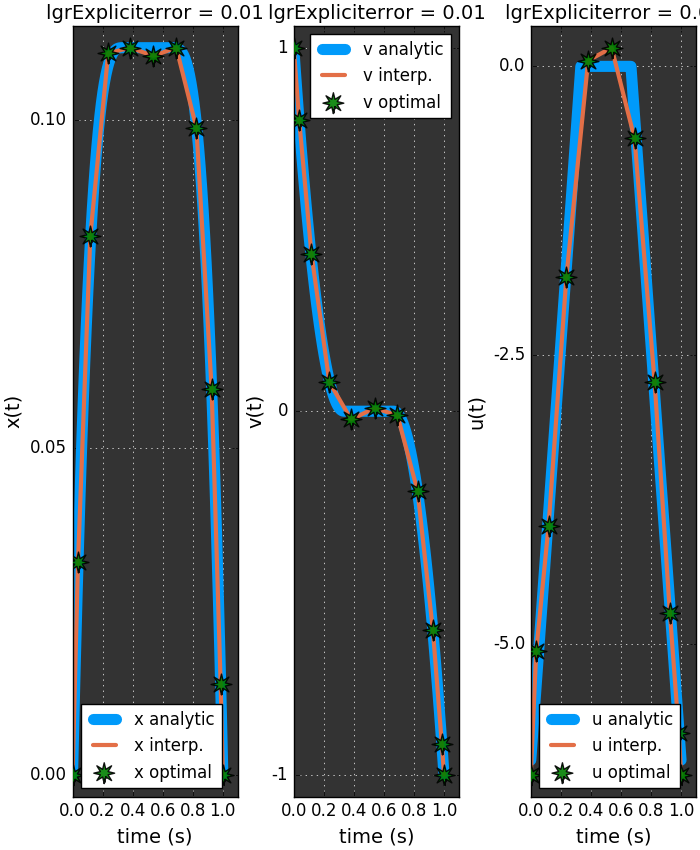 lgrExpliciterror = 0.01
x(t)
0.10
0.05
0.00
0.0 0.2 0.4 0.6 0.8 1.0
time (s)
x analytic
x interp.
x optimal
lgrExpliciterror = 0.01
v(t)
1
0
-1
0.0 0.2 0.4 0.6 0.8 1.0
time (s)
v analytic
v interp.
v optimal
lgrExpliciterror = 0.0
u(t)
0.0
-2.5
-5.0
0.0 0.2 0.4 0.6 0.8 1.0
time (s)
u analytic
u interp.
u optimal